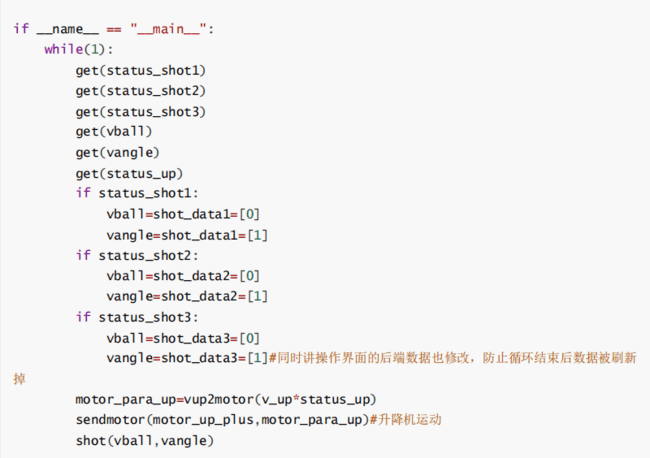 if __name__ == "__main__":
    while(1):
        get(status_shot1)
        get(status_shot2)
        get(status_shot3)
        get(vball)
        get(vangle)
        get(status_up)
        if status_shot1:
            vball=shot_data1=[0]
            vangle=shot_data1=[1]
        if status_shot2:
            vball=shot_data2=[0]
            vangle=shot_data2=[1]
        if status_shot3:
            vball=shot_data3=[0]
            vangle=shot_data3=[1]#同时讲操作界面的后端数据也修改，防止循环结束后数据被刷新
掉
        motor_para_up=vup2motor(v_up*status_up)
        sendmotor(motor_up_plus,motor_para_up)#升降机运动
        shot(vball,vangle)